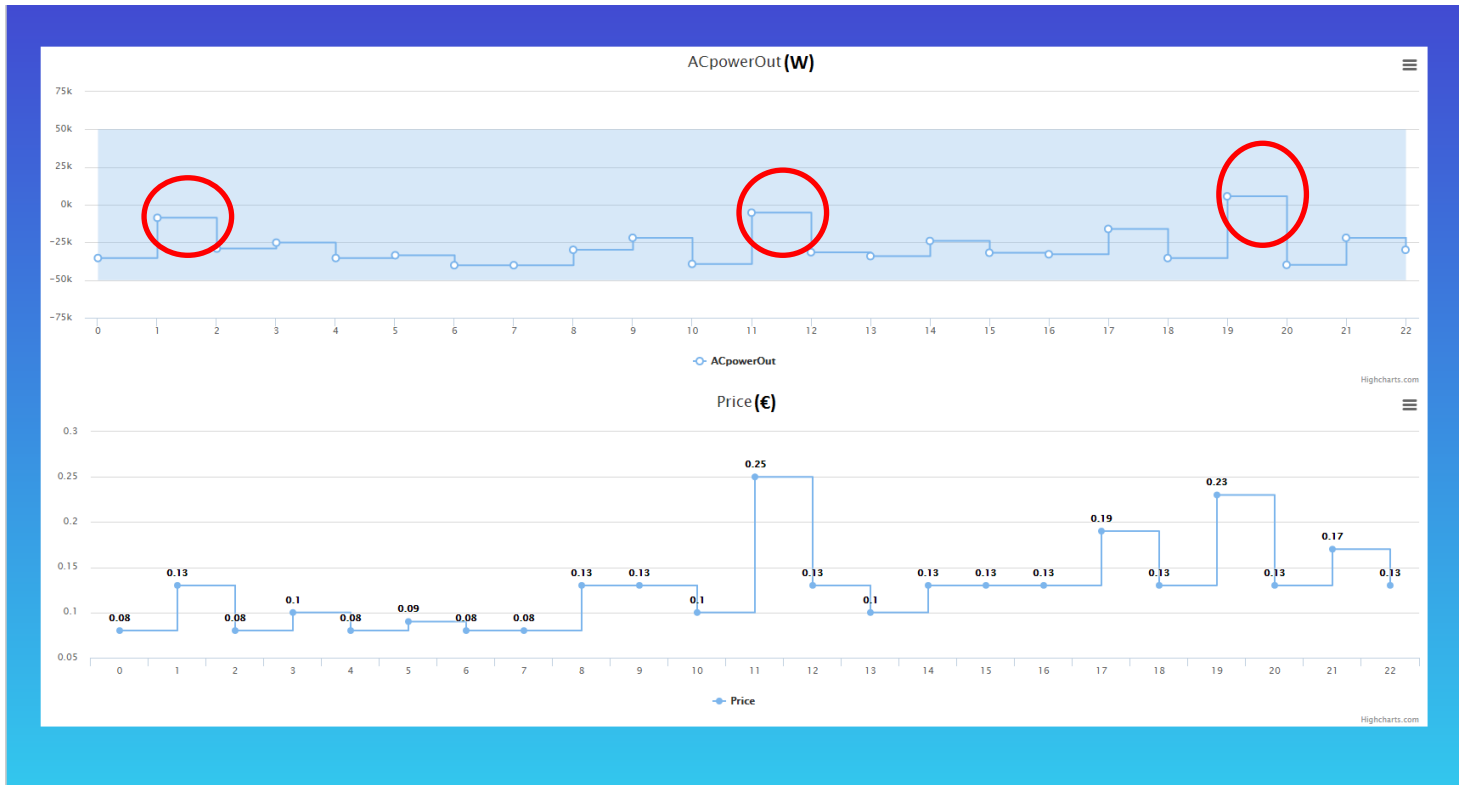 ACpowerOut (W)
75k
50k
25k
0k
−25k
−50k
−75k
0 1 2 3 4 5 6 7 8 9 10 11 12 13 14 15 16 17 18 19 20 21 22
ACpowerOut
Highcharts.com
Price (€)
0.3
0.25
0.2
0.15
0.1
0.05
0.08 0.13 0.08 0.1 0.08 0.09 0.08 0.08 0.13 0.13 0.1 0.25 0.13 0.1 0.13 0.13 0.13 0.19 0.13 0.23 0.13 0.17 0.13
0 1 2 3 4 5 6 7 8 9 10 11 12 13 14 15 16 17 18 19 20 21 22
Price
Highcharts.com